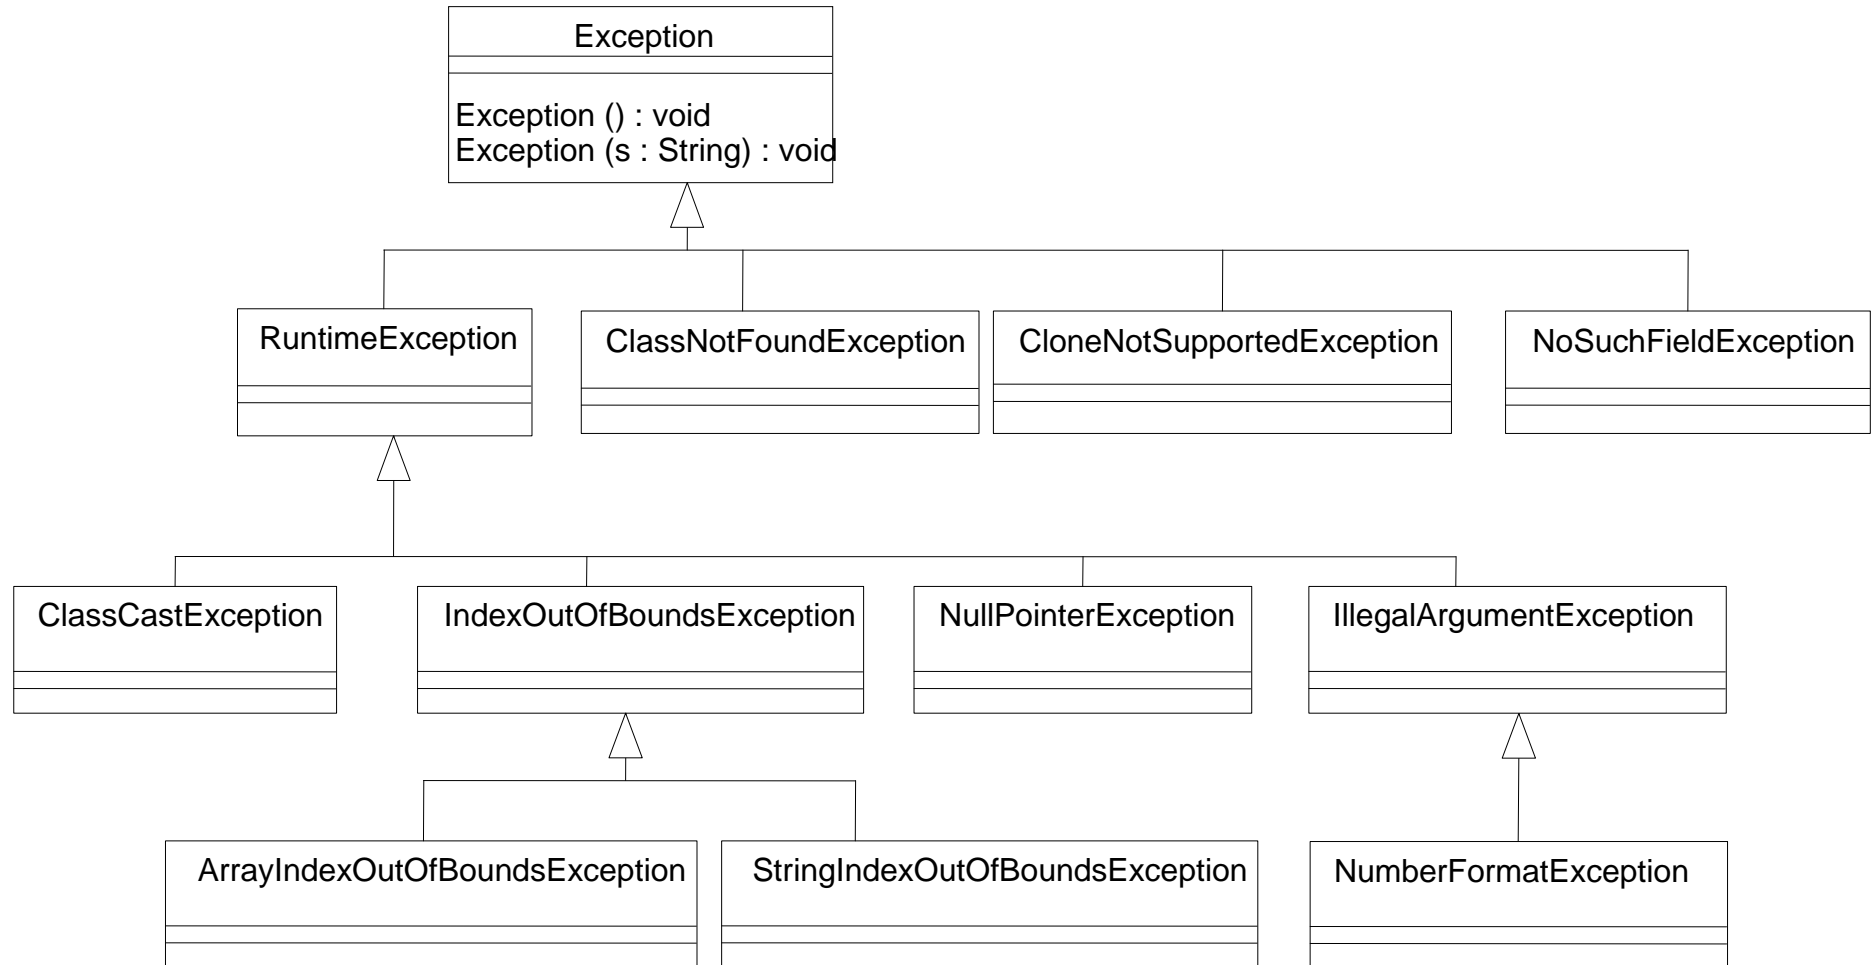 Exception
Exception () : void
Exception (s : String) : void
RuntimeException
ClassNotFoundException
CloneNotSupportedException
NoSuchFieldException
ClassCastException
IndexOutOfBoundsException
NullPointerException
IllegalArgumentException
ArrayIndexOutOfBoundsException
StringIndexOutOfBoundsException
NumberFormatException